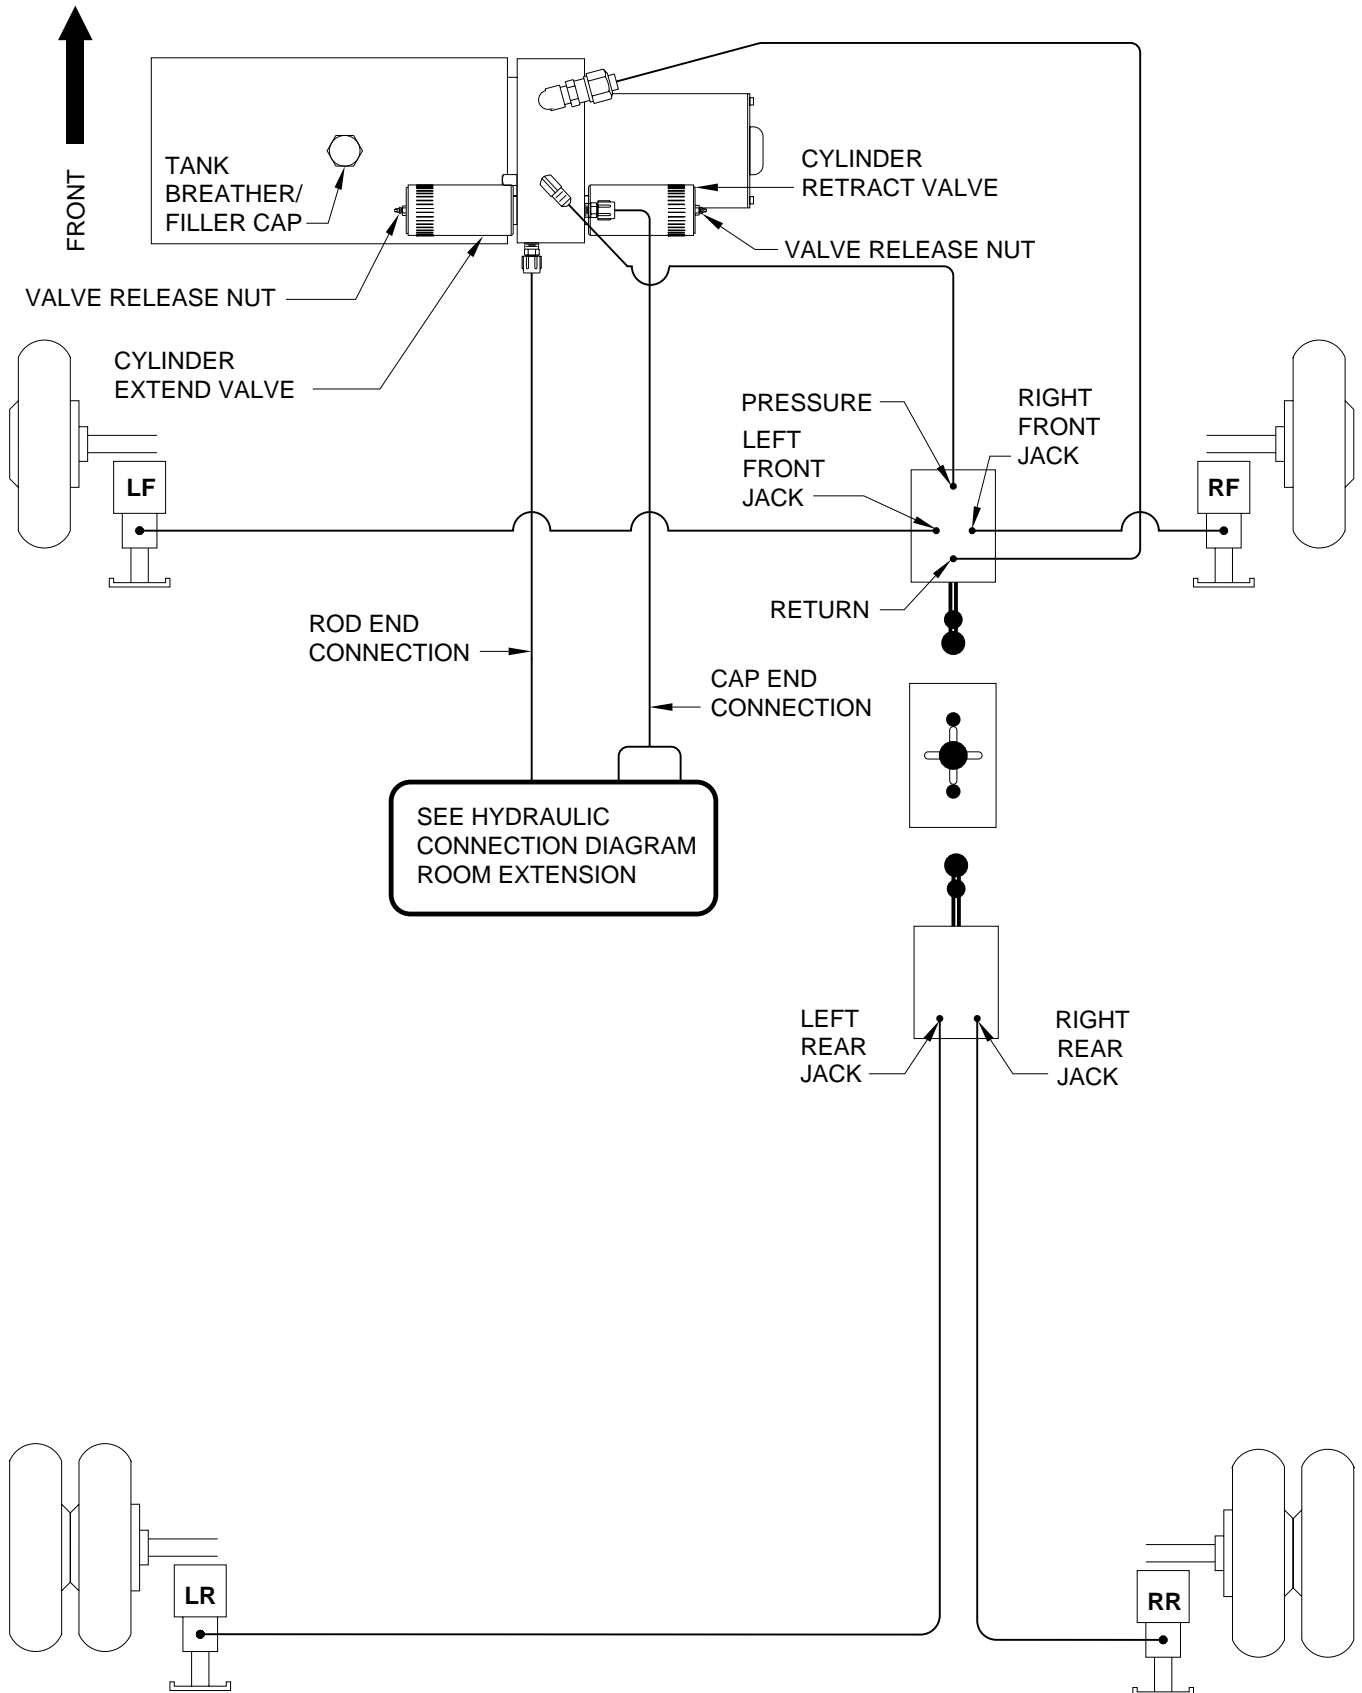 FRONT
TANK
BREATHER/
FILLER CAP
CYLINDER
RETRACT VALVE
VALVE RELEASE NUT
VALVE RELEASE NUT
CYLINDER
EXTEND VALVE
PRESSURE
LEFT
FRONT
JACK
RIGHT
FRONT
JACK
LF
RF
RETURN
ROD END
CONNECTION
CAP END
CONNECTION
SEE HYDRAULIC
CONNECTION DIAGRAM
ROOM EXTENSION
LEFT
REAR
JACK
RIGHT
REAR
JACK
LR
RR